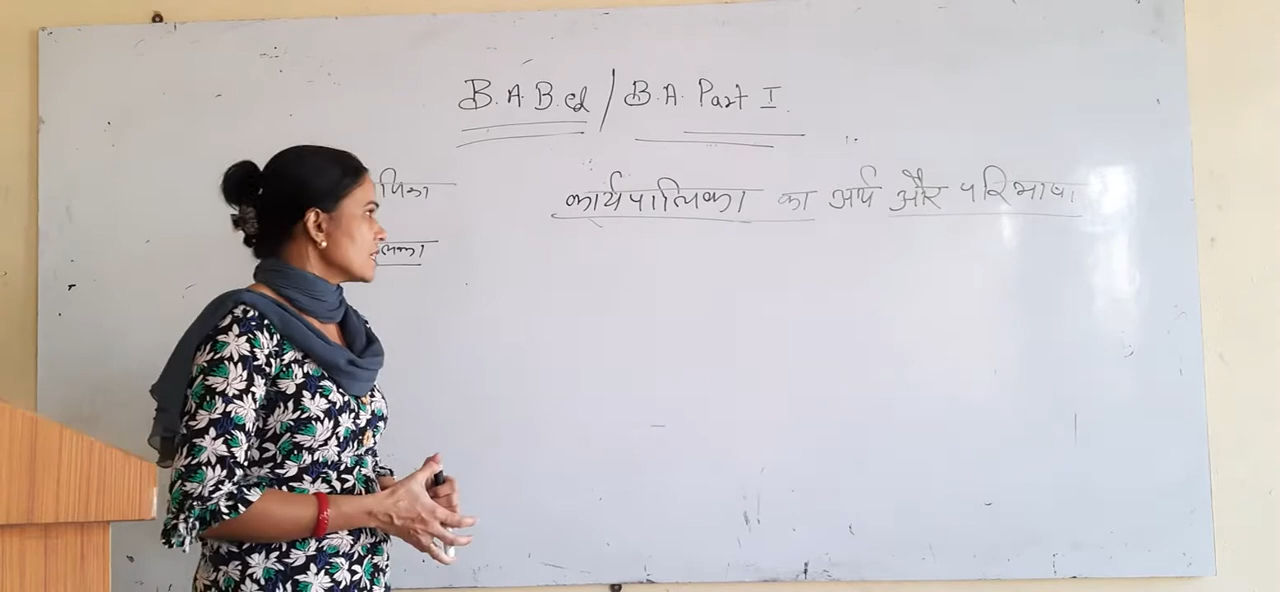 B.A B.ed / B.A. Part I
कार्यपालिका का अर्थ और परिभाषा